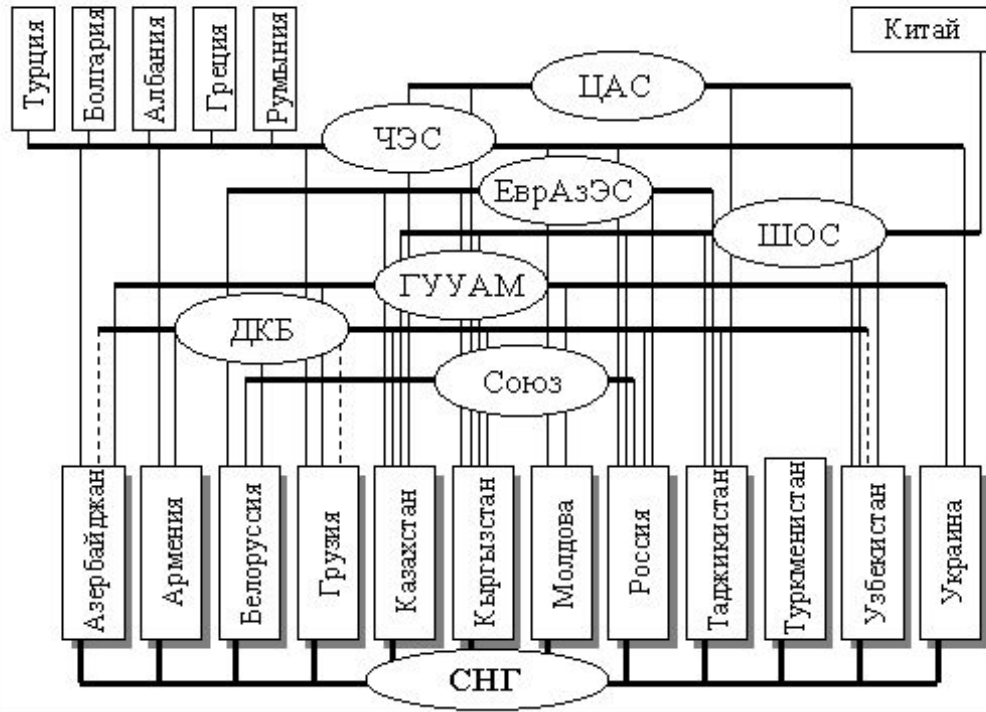 Турция
Болгария
Албания
Греция
Румыния
Китай
ЦАС
ЧЭС
ЕврАзЭС
ШОС
ГУУАМ
ДКБ
Союз
Азербайджан
Армения
Белоруссия
Грузия
Казахстан
Кыргызстан
Молдова
Россия
Таджикистан
Туркменистан
Узбекистан
Украина
СНГ